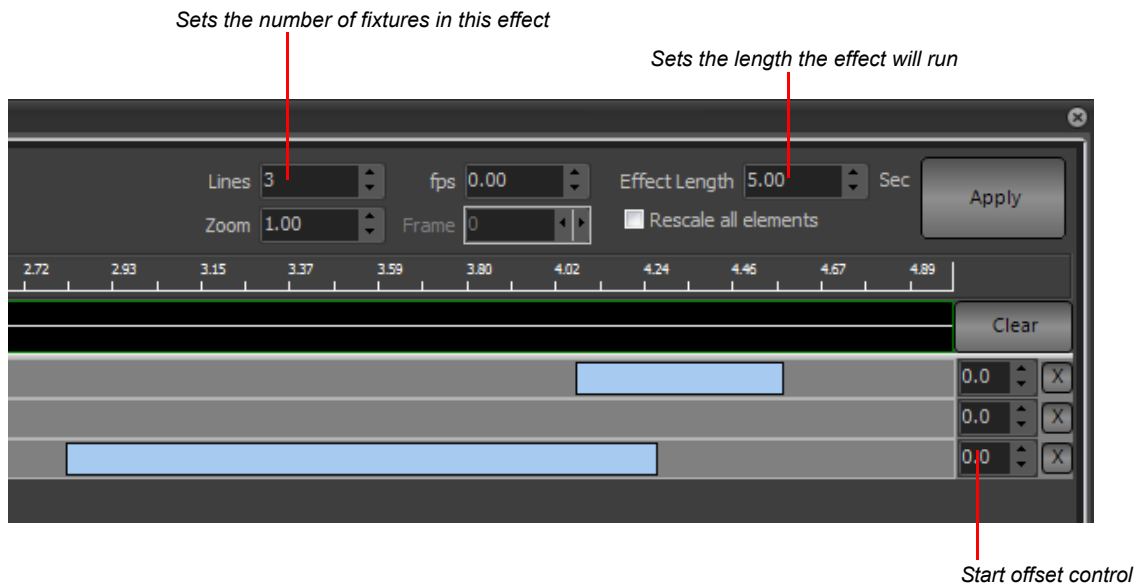 Sets the number of fixtures in this effect
Sets the length the effect will run
Lines 3 fps 0.00 Effect Length 5.00 Sec Apply
Zoom 1.00 Frame 0 Rescale all elements
2.72 2.93 3.15 3.37 3.59 3.80 4.02 4.24 4.46 4.67 4.89
Clear
0.0 X
0.0 X
0.0 X
Start offset control